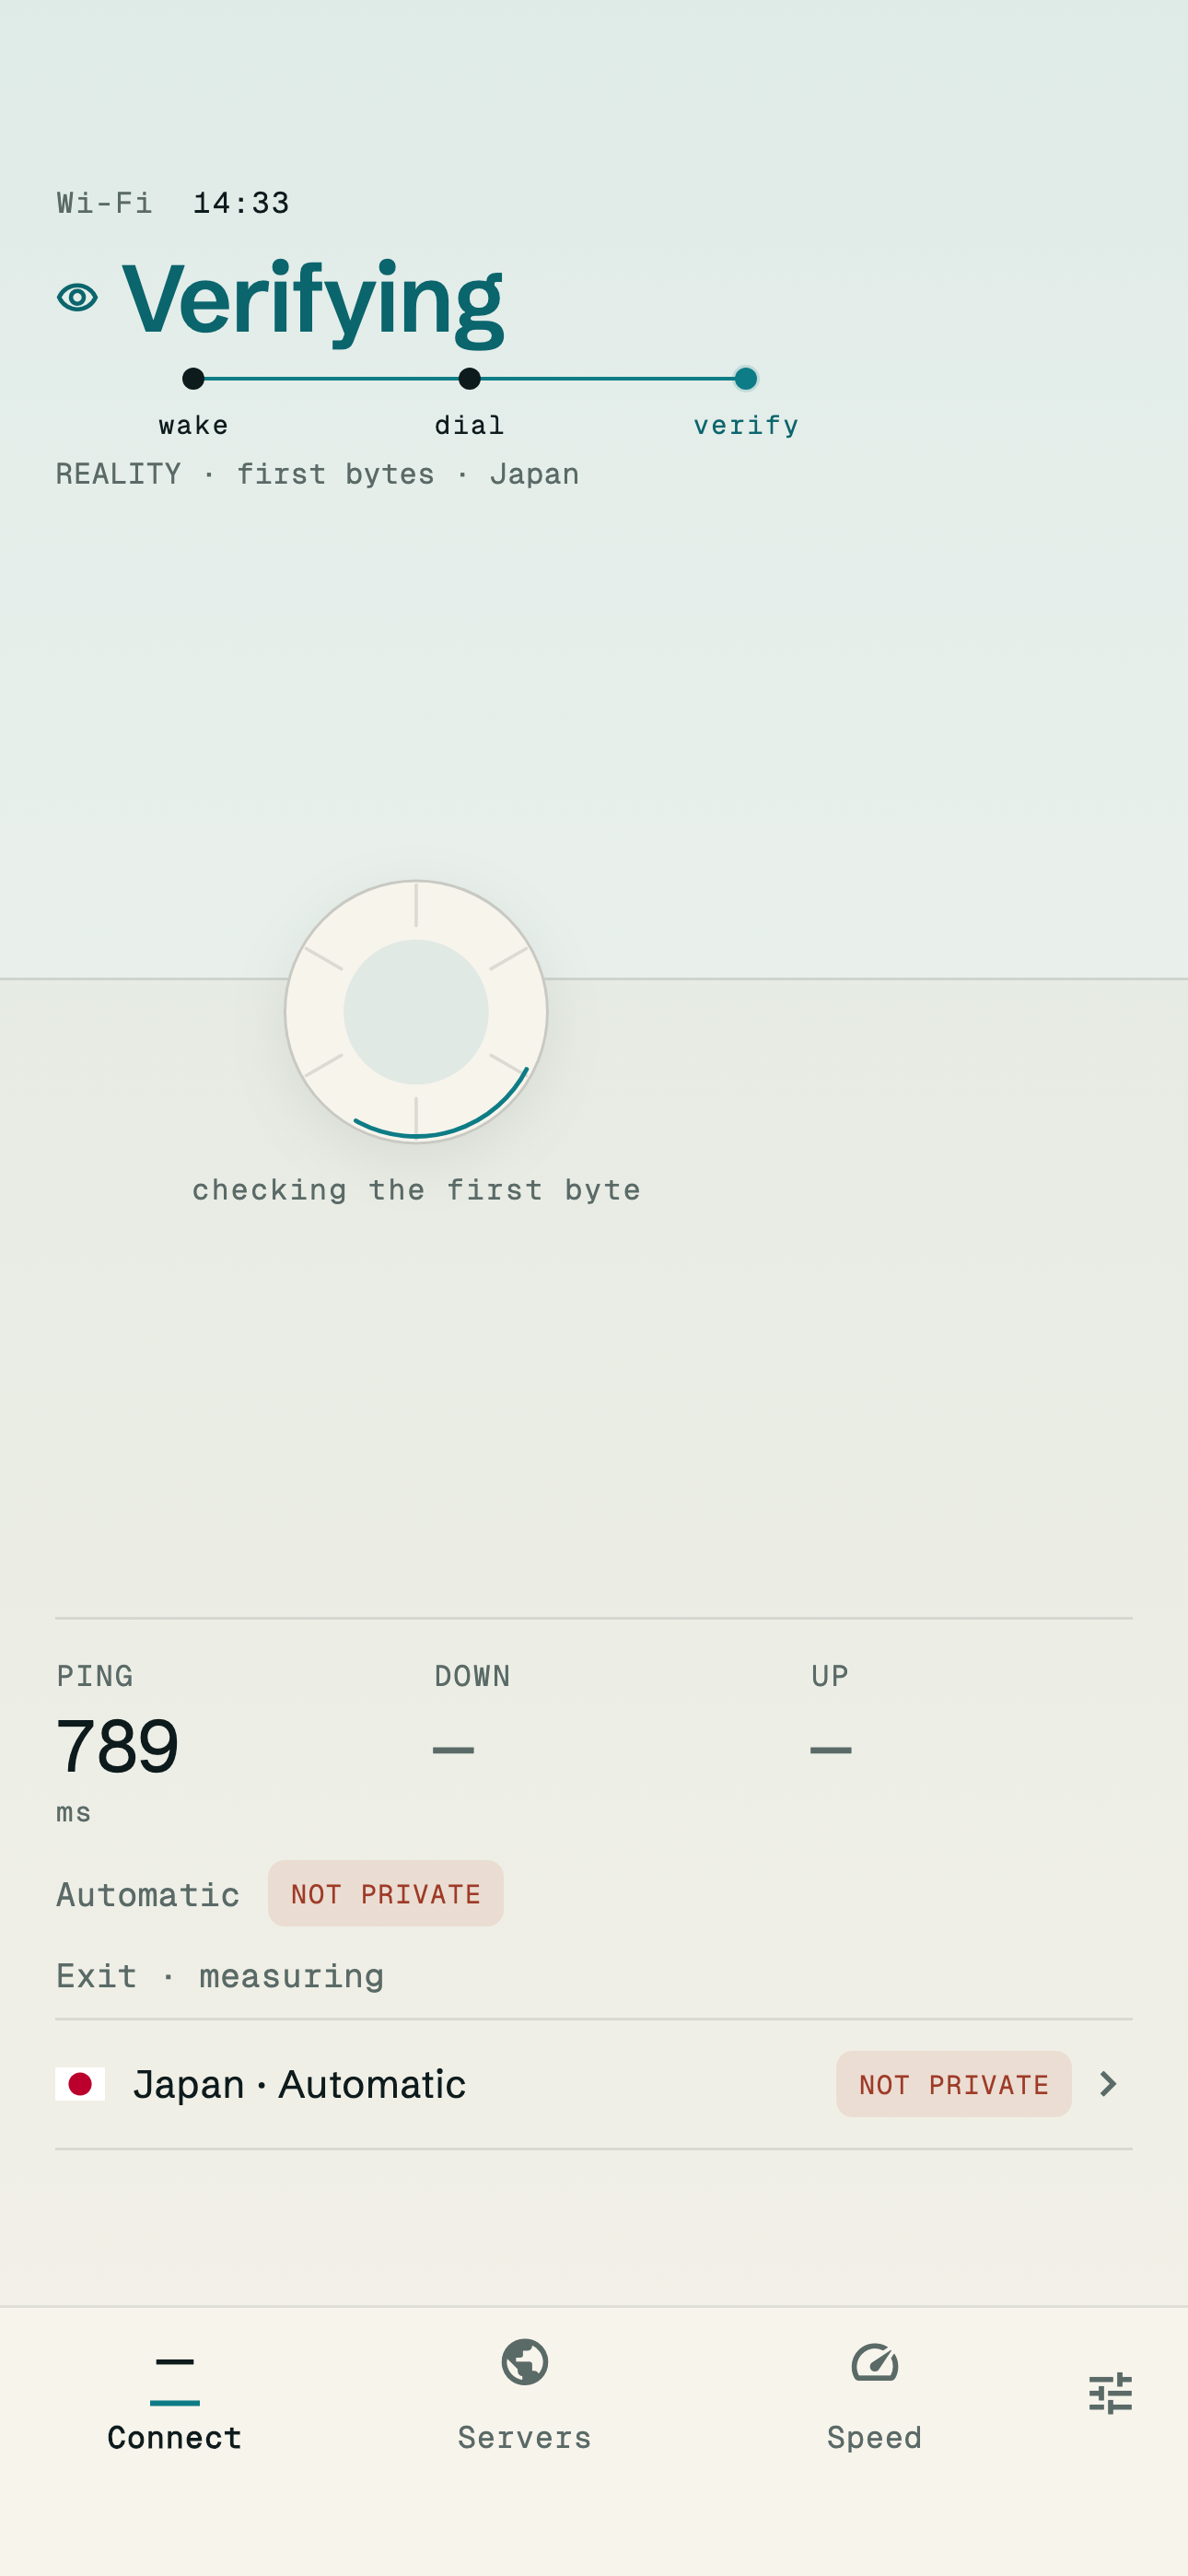 Wi-Fi 14:33
Verifying
wake dial verify
REALITY · first bytes · Japan
checking the first byte
PING DOWN UP
789 — —
ms
Automatic NOT PRIVATE
Exit · measuring
Japan · Automatic NOT PRIVATE
Connect Servers Speed